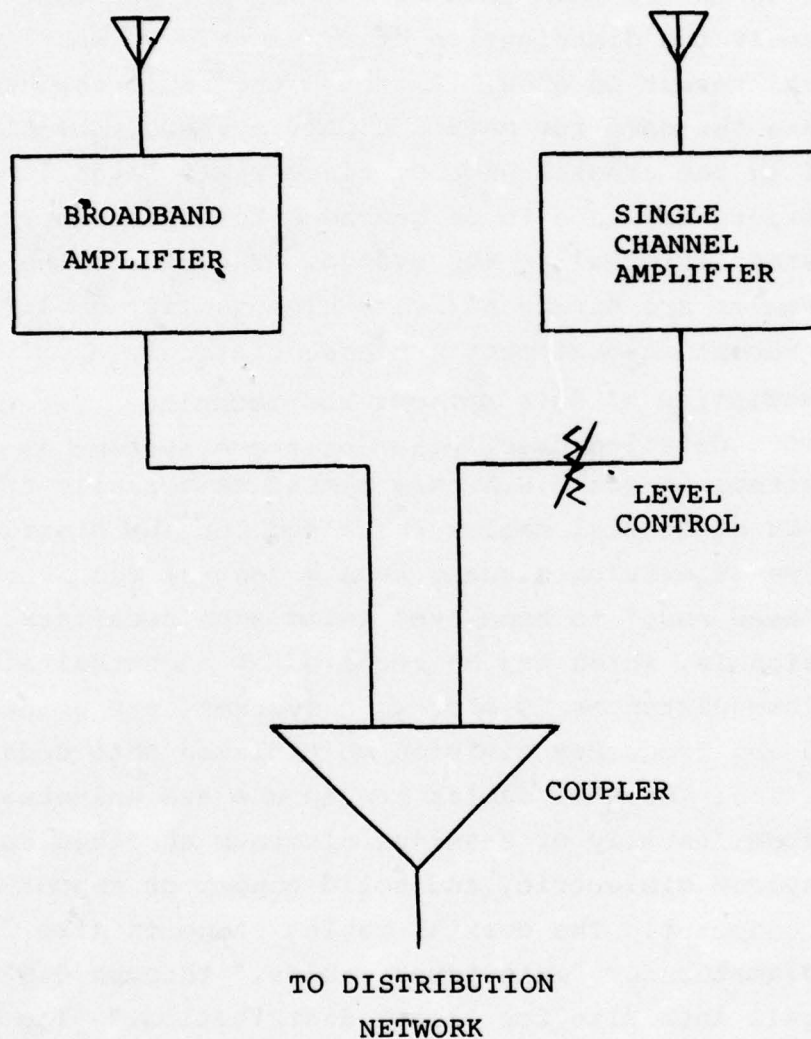 BROADBAND
AMPLIFIER
SINGLE
CHANNEL
AMPLIFIER
LEVEL
CONTROL
COUPLER
TO DISTRIBUTION
NETWORK